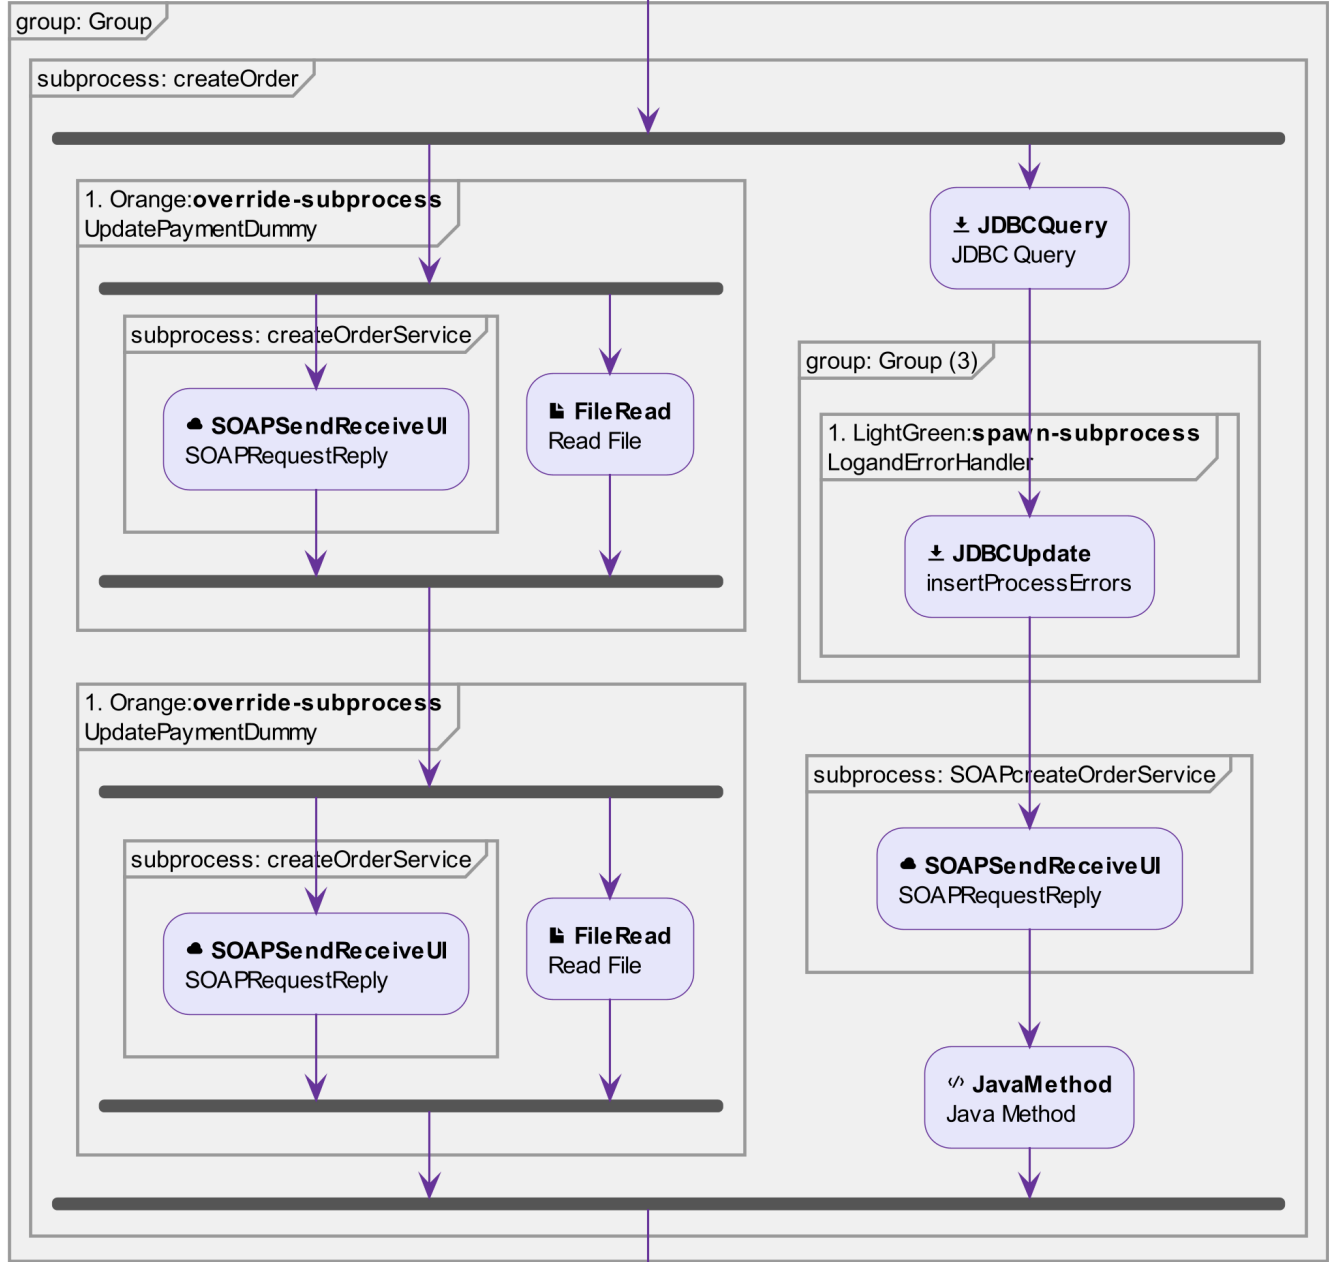 group: Group
subprocess: createOrder
1. Orange:override-subprocess
UpdatePaymentDummy
subprocess: createOrderService
SOAPSendReceiveUI
SOAPRequestReply
FileRead
Read File
1. Orange:override-subprocess
UpdatePaymentDummy
subprocess: createOrderService
SOAPSendReceiveUI
SOAPRequestReply
FileRead
Read File
JDBCQuery
JDBC Query
group: Group (3)
1. LightGreen:spawn-subprocess
LogandErrorHandler
JDBCUpdate
insertProcessErrors
subprocess: SOAPcreateOrderService
SOAPSendReceiveUI
SOAPRequestReply
JavaMethod
Java Method